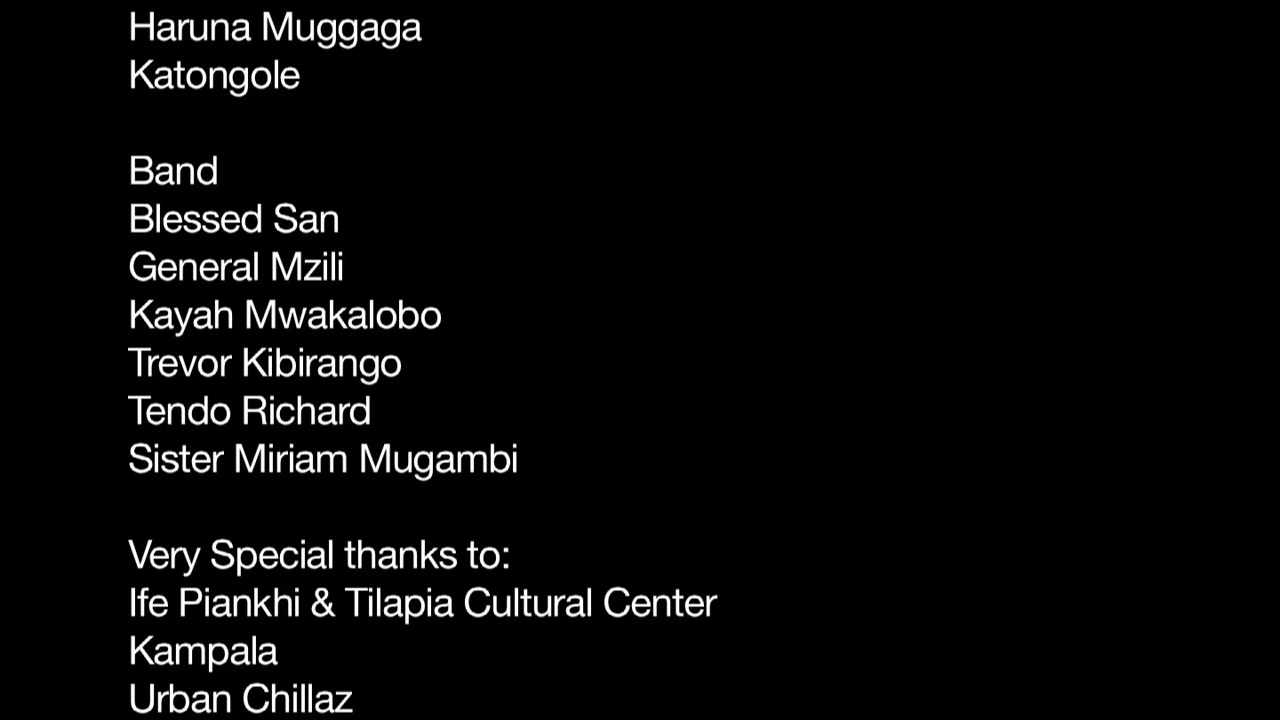 Haruna Muggaga
Katongole
Band
Blessed San
General Mzili
Kayah Mwakalobo
Trevor Kibirango
Tendo Richard
Sister Miriam Mugambi
Very Special thanks to:
Ife Piankhi & Tilapia Cultural Center
Kampala
Urban Chillaz